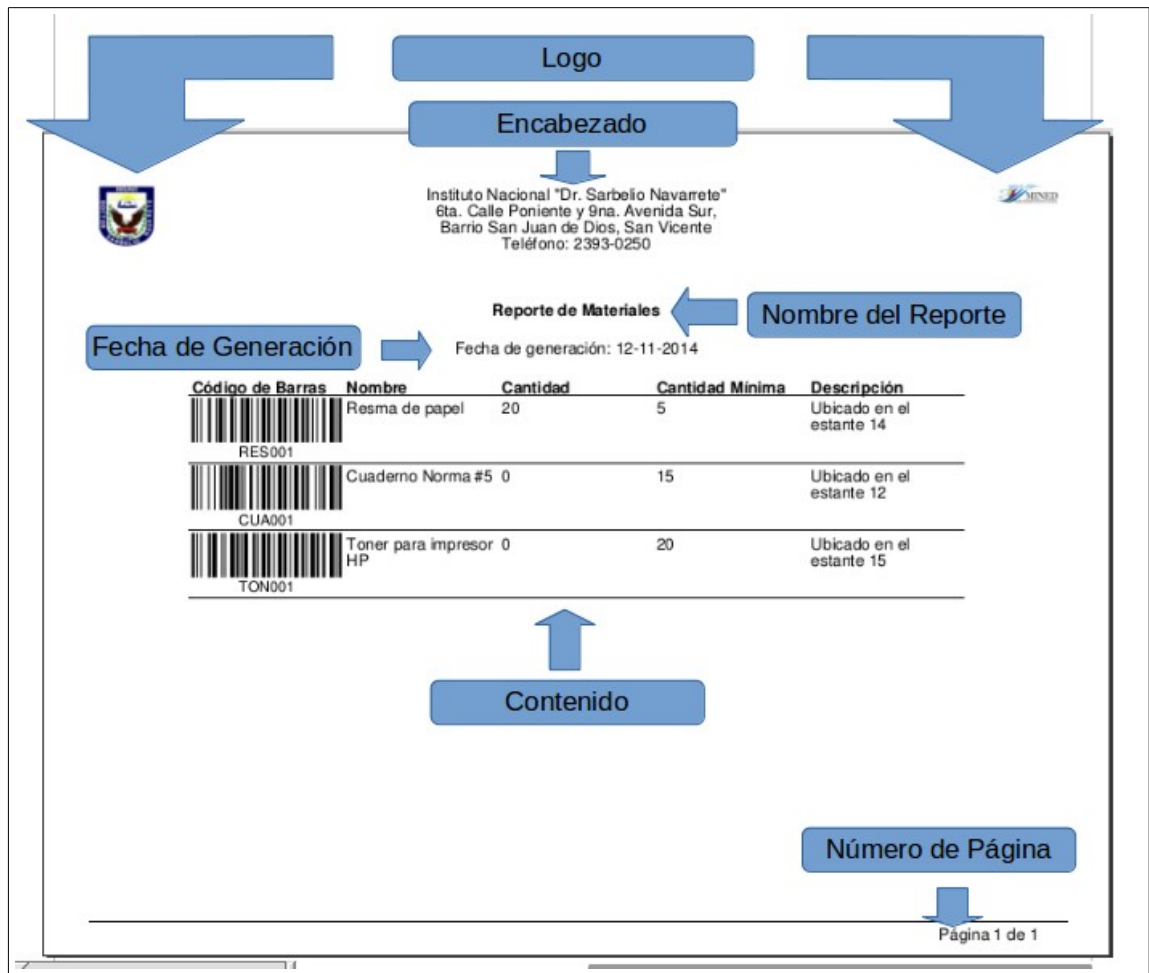 Logo
Encabezado
MINED
Instituto Nacional "Dr. Sarbelio Navarrete"
6ta. Calle Poniente y 9na. Avenida Sur,
Barrio San Juan de Dios, San Vicente
Teléfono: 2393-0250
Reporte de Materiales
Nombre del Reporte
Fecha de Generación
Fecha de generación: 12-11-2014
Código de Barras Nombre Cantidad Cantidad Mínima Descripción
Resma de papel 20 5 Ubicado en el
estante 14
RES001
Cuaderno Norma #5 0 15 Ubicado en el
estante 12
CUA001
Toner para impresor 0 20 Ubicado en el
HP estante 15
TON001
Contenido
Número de Página
Página 1 de 1